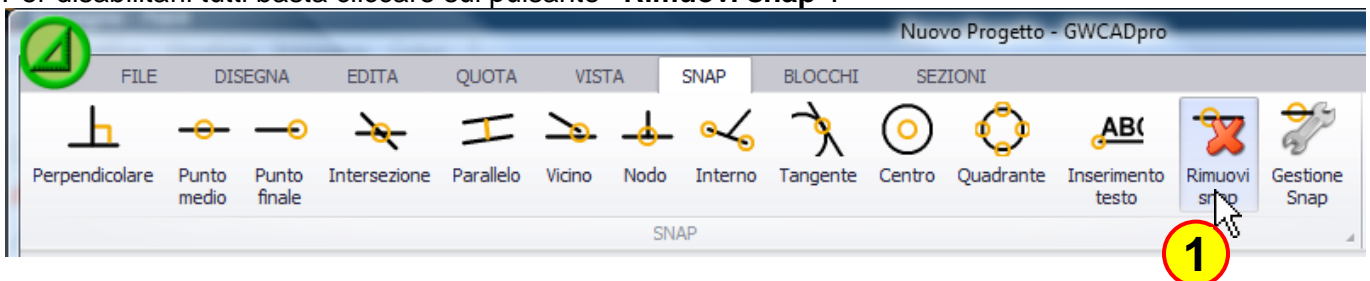 Per disabilitarli tutti basta cliccare sul pulsante "Rimuovi snap".
Nuovo Progetto - GWCADpro
FILE DISEGNA EDITA QUOTA VISTA SNAP BLOCCHI SEZIONI
Perpendicolare Punto medio Punto finale Intersezione Parallelo Vicino Nodo Interno Tangente Centro Quadrante ABC Inserimento testo Rimuovi snap Gestione Snap
SNAP
1